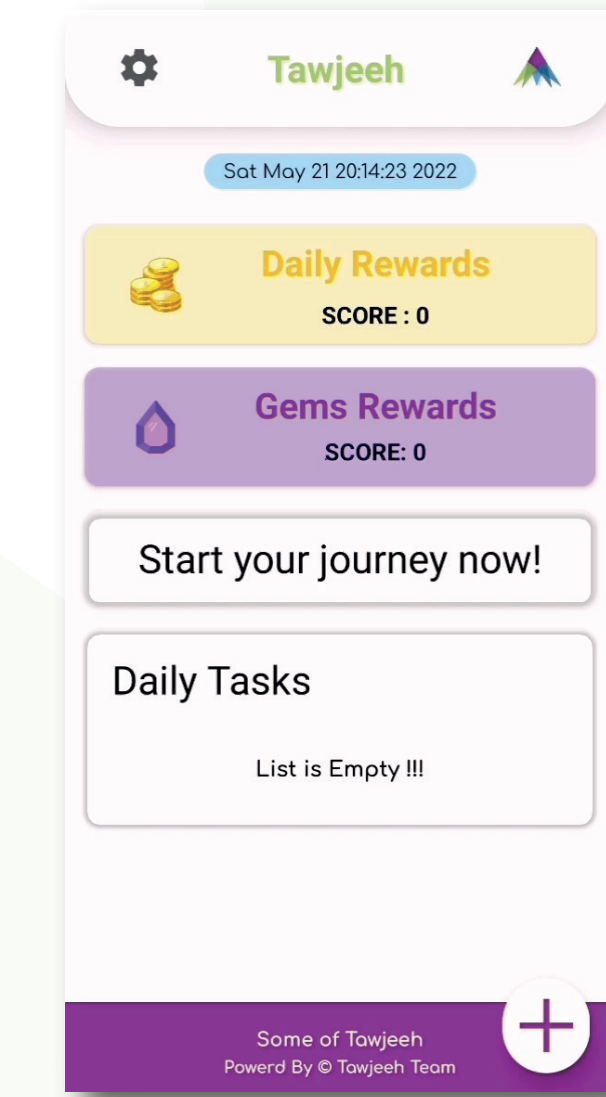 Tawjeeh
Sat May 21 20:14:23 2022
Daily Rewards
SCORE : 0
Gems Rewards
SCORE: 0
Start your journey now!
Daily Tasks
List is Empty !!!
Some of Tawjeeh
Powerd By © Tawjeeh Team